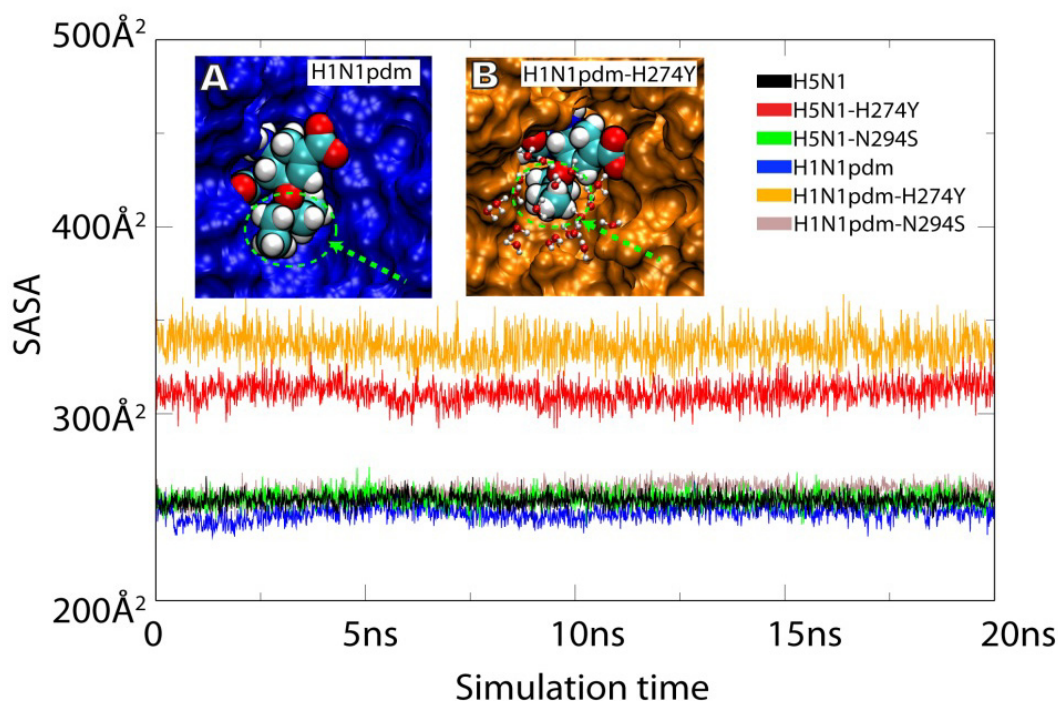 500Å²
400Å²
300Å²
200Å²
SASA
A
H1N1pdm
B
H1N1pdm-H274Y
H5N1
H5N1-H274Y
H5N1-N294S
H1N1pdm
H1N1pdm-H274Y
H1N1pdm-N294S
0
5ns
10ns
15ns
20ns
Simulation time